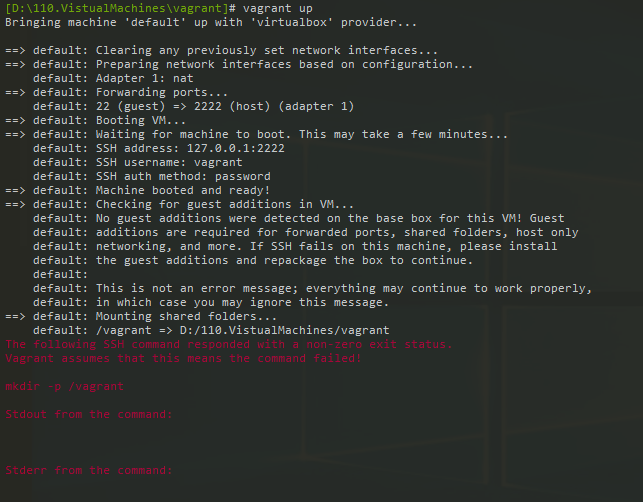 [D:\110.VistualMachines\vagrant]# vagrant up
Bringing machine 'default' up with 'virtualbox' provider...
==> default: Clearing any previously set network interfaces...
==> default: Preparing network interfaces based on configuration...
default: Adapter 1: nat
==> default: Forwarding ports...
default: 22 (guest) => 2222 (host) (adapter 1)
==> default: Booting VM...
==> default: Waiting for machine to boot. This may take a few minutes...
default: SSH address: 127.0.0.1:2222
default: SSH username: vagrant
default: SSH auth method: password
==> default: Machine booted and ready!
==> default: Checking for guest additions in VM...
default: No guest additions were detected on the base box for this VM! Guest
default: additions are required for forwarded ports, shared folders, host only
default: networking, and more. If SSH fails on this machine, please install
default: the guest additions and repackage the box to continue.
default:
default: This is not an error message; everything may continue to work properly,
default: in which case you may ignore this message.
==> default: Mounting shared folders...
default: /vagrant => D:/110.VistualMachines/vagrant
The following SSH command responded with a non-zero exit status.
Vagrant assumes that this means the command failed!
mkdir -p /vagrant
Stdout from the command:
Stderr from the command: